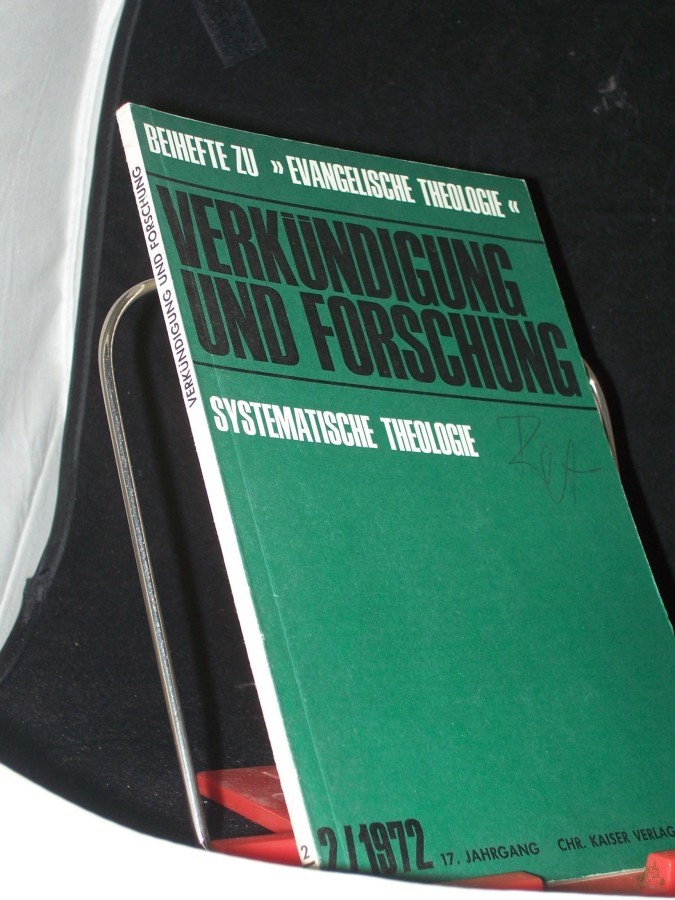 BEIHEFTE ZU »EVANGELISCHE THEOLOGIE«
VERKÜNDIGUNG
UND FORSCHUNG
SYSTEMATISCHE THEOLOGIE
2/1972 17. JAHRGANG CHR. KAISER VERLAG
VERKÜNDIGUNG UND FORSCHUNG
2